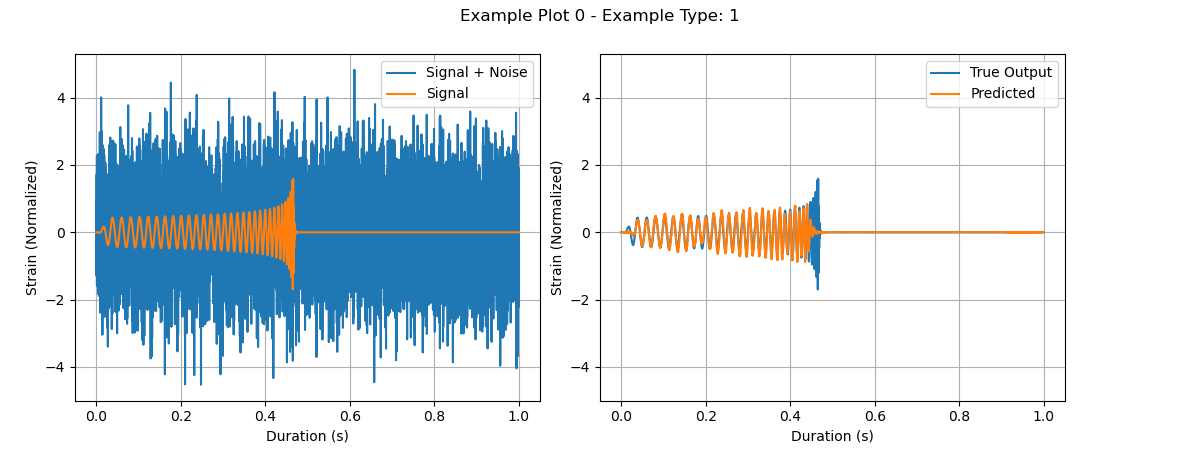 Example Plot 0 - Example Type: 1
Strain (Normalized)
4
2
0
−2
−4
Signal + Noise
Signal
0.0 0.2 0.4 0.6 0.8 1.0
Duration (s)
Strain (Normalized)
4
2
0
−2
−4
True Output
Predicted
0.0 0.2 0.4 0.6 0.8 1.0
Duration (s)